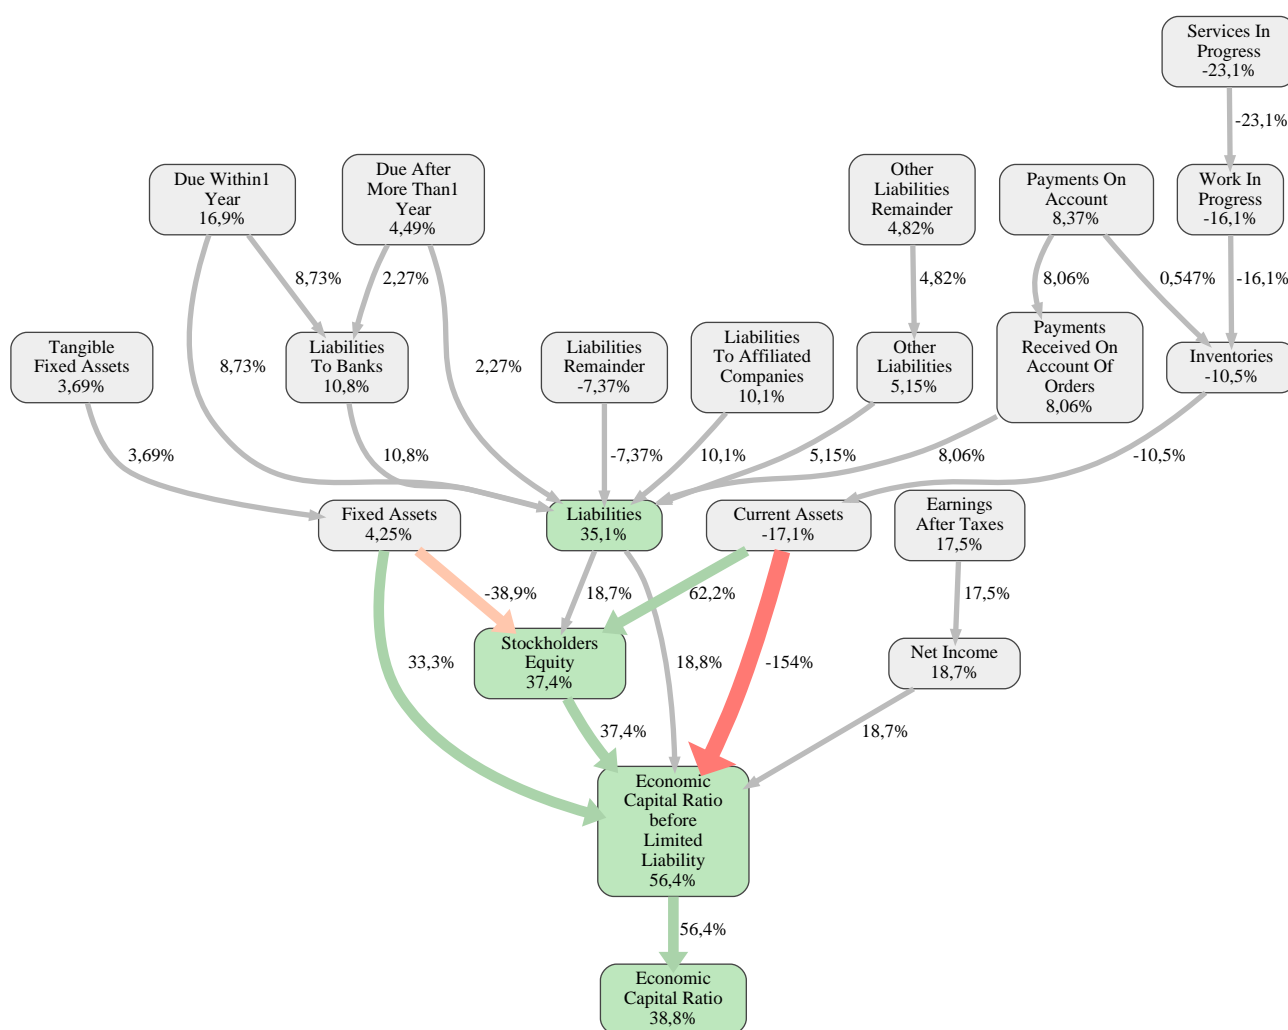 Services In
Progress
-23,1%
-23,1%
Due Within1
Year
16,9%
Due After
More Than1
Year
4,49%
Other
Liabilities
Remainder
4,82%
Payments On
Account
8,37%
Work In
Progress
-16,1%
8,73%
2,27%
4,82%
8,06%
0,547%
-16,1%
Tangible
Fixed Assets
3,69%
8,73%
Liabilities
To Banks
10,8%
2,27%
Liabilities
Remainder
-7,37%
Liabilities
To Affiliated
Companies
10,1%
Other
Liabilities
5,15%
Payments
Received On
Account Of
Orders
8,06%
Inventories
-10,5%
3,69%
10,8%
-7,37%
10,1%
5,15%
8,06%
-10,5%
Fixed Assets
4,25%
Liabilities
35,1%
Current Assets
-17,1%
Earnings
After Taxes
17,5%
-38,9%
18,7%
62,2%
17,5%
33,3%
Stockholders
Equity
37,4%
18,8%
-154%
Net Income
18,7%
37,4%
18,7%
Economic
Capital Ratio
before
Limited
Liability
56,4%
56,4%
Economic
Capital Ratio
38,8%